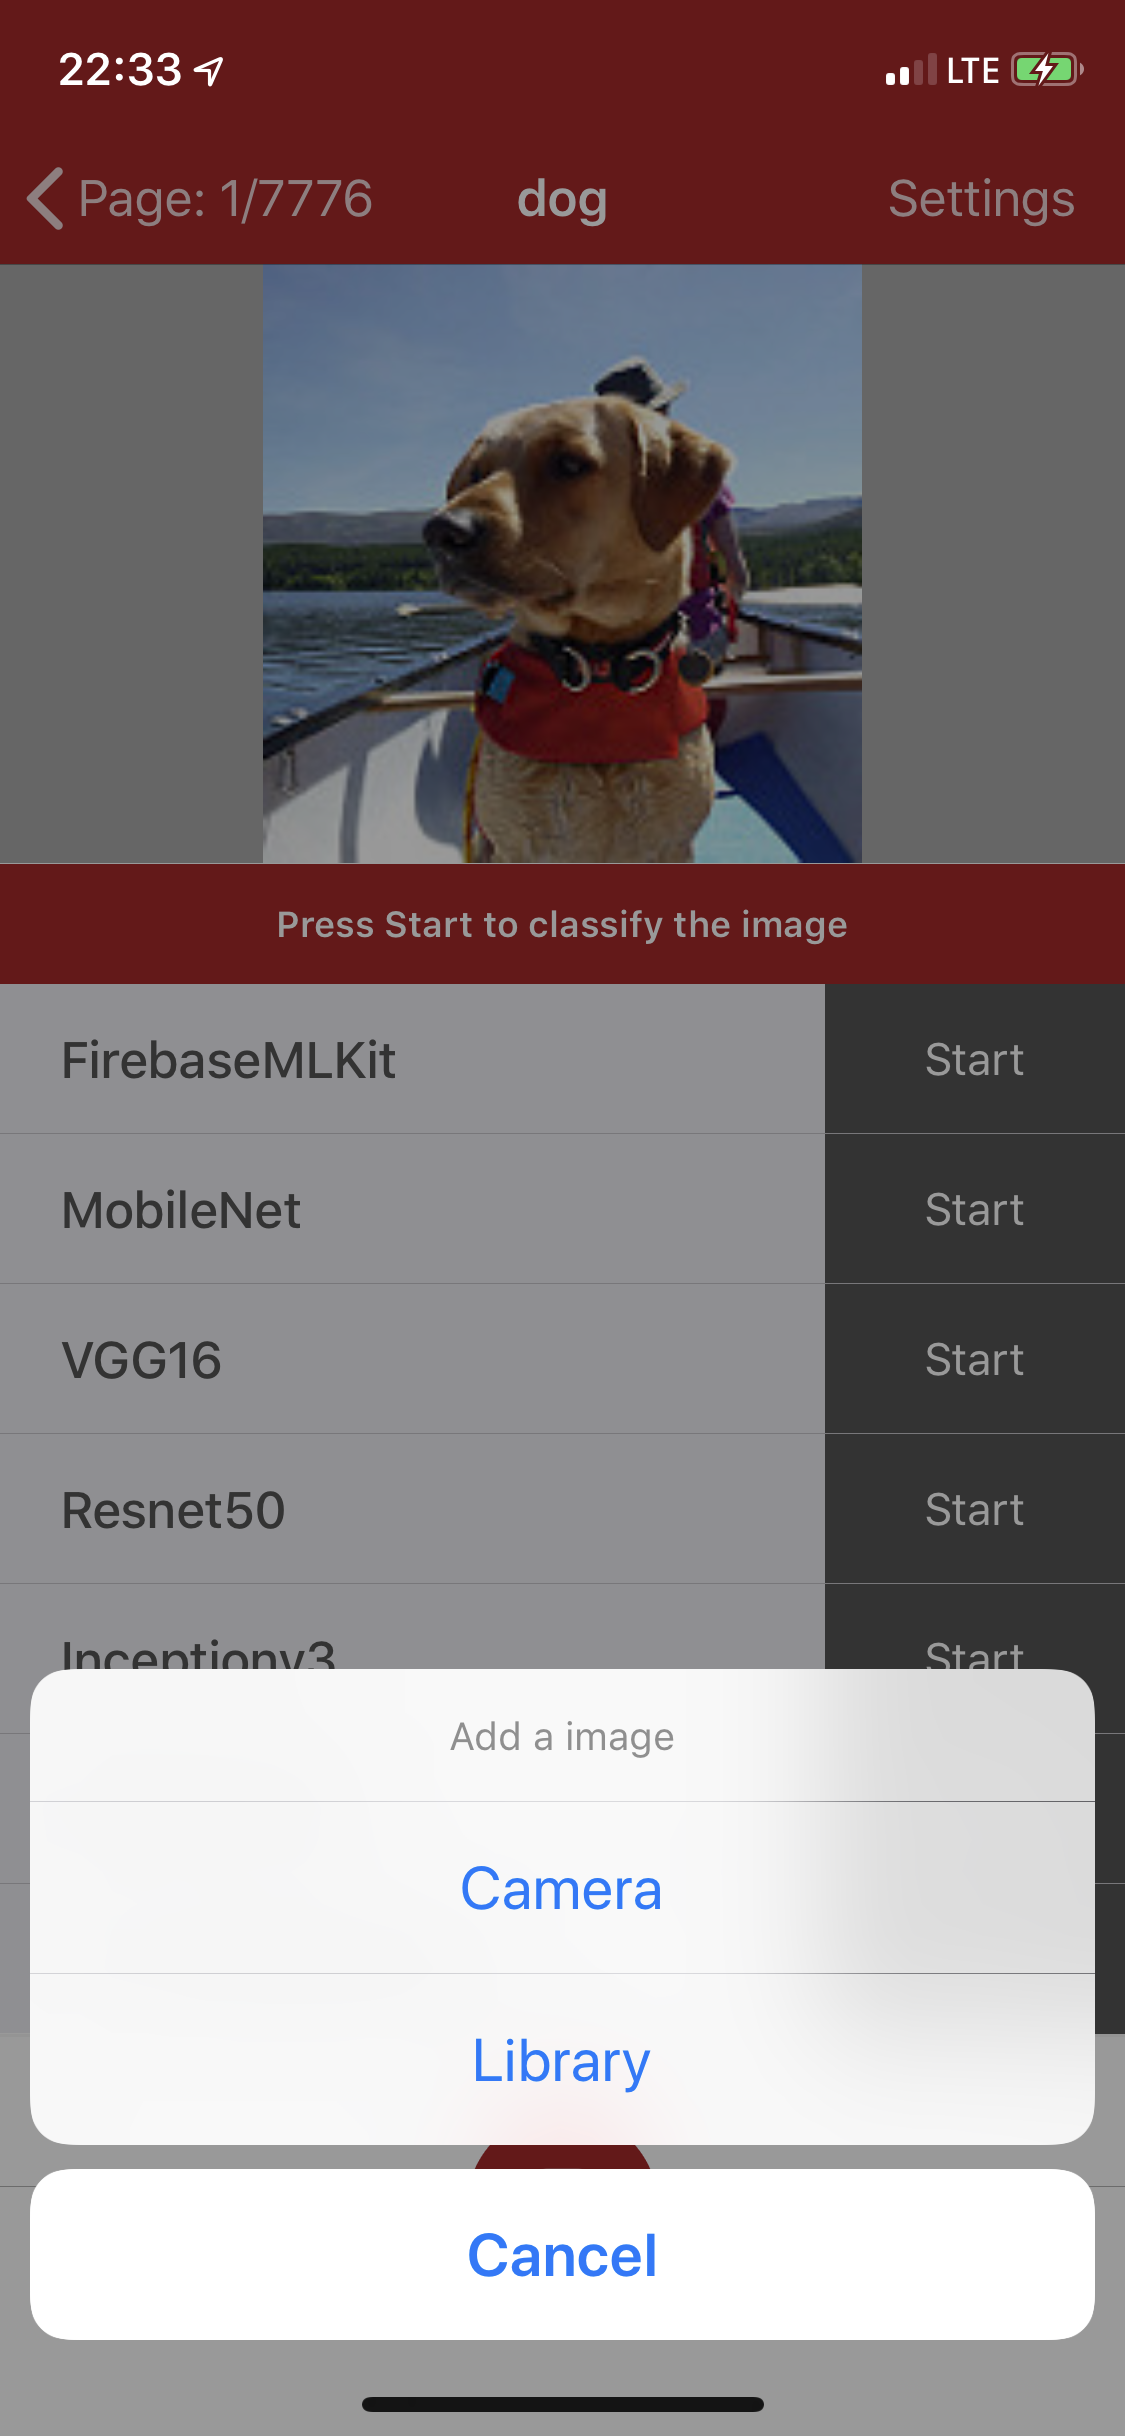 22:33 LTE
Page: 1/7776 dog Settings
Press Start to classify the image
FirebaseMLKit Start
MobileNet Start
VGG16 Start
Resnet50 Start
Inceptionv3 Start
Add a image
Camera
Library
Cancel